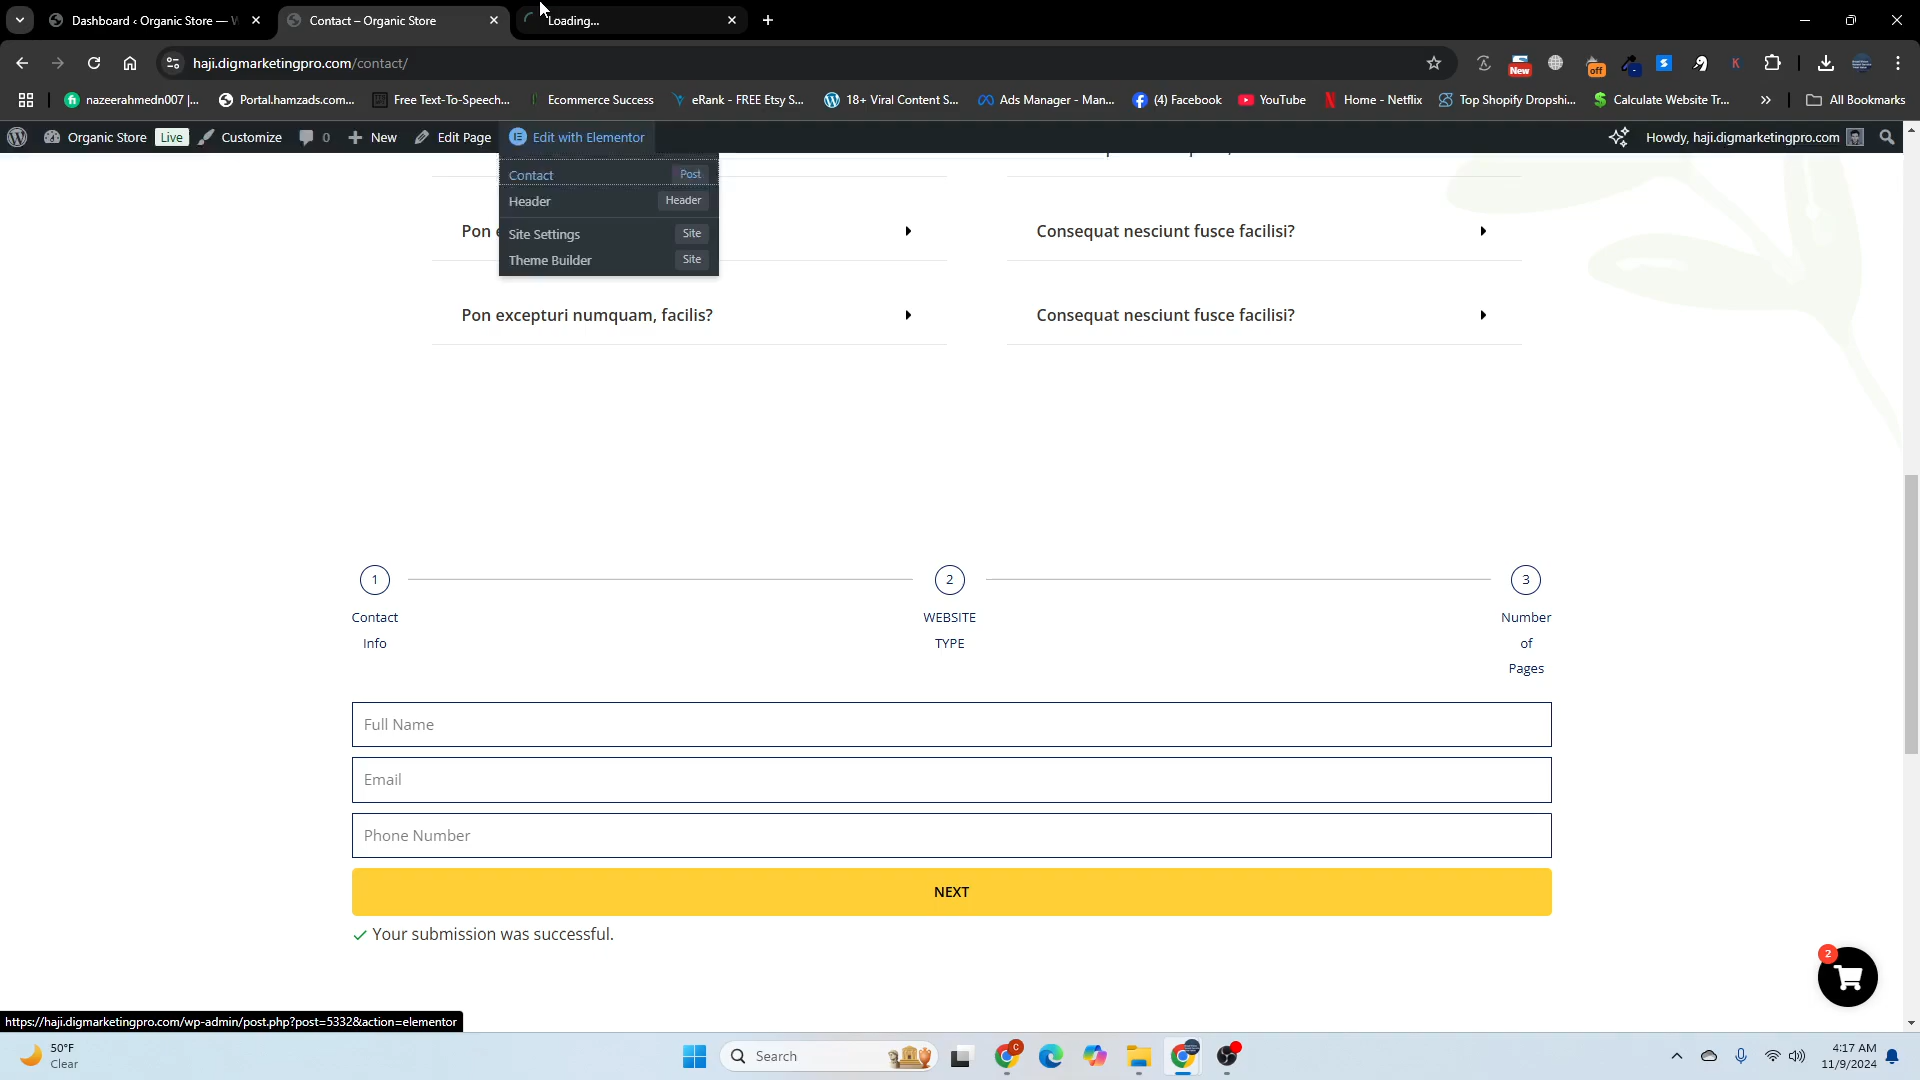 Dashboard ‹ Organic Store — W
Contact – Organic Store
Loading...
haji.digmarketingpro.com/contact/
New
off
K
nazeerahmedn007 |...
Portal.hamzads.com...
Free Text-To-Speech...
Ecommerce Success
eRank - FREE Etsy S...
18+ Viral Content S...
Ads Manager - Man...
(4) Facebook
YouTube
Home - Netflix
Top Shopify Dropshi...
Calculate Website Tr...
»
All Bookmarks
Organic Store
Live
Customize
0
New
Edit Page
Edit with Elementor
Howdy, haji.digmarketingpro.com
Contact
Post
Header
Header
Site Settings
Site
Theme Builder
Site
Pon
Consequat nesciunt fusce facilisi?
Pon excepturi numquam, facilis?
Consequat nesciunt fusce facilisi?
1
2
3
Contact
Info
WEBSITE
TYPE
Number
of
Pages
Full Name
Email
Phone Number
NEXT
Your submission was successful.
2
https://haji.digmarketingpro.com/wp-admin/post.php?post=5332&action=elementor
50°F
Clear
Search
C
4:17 AM
11/9/2024